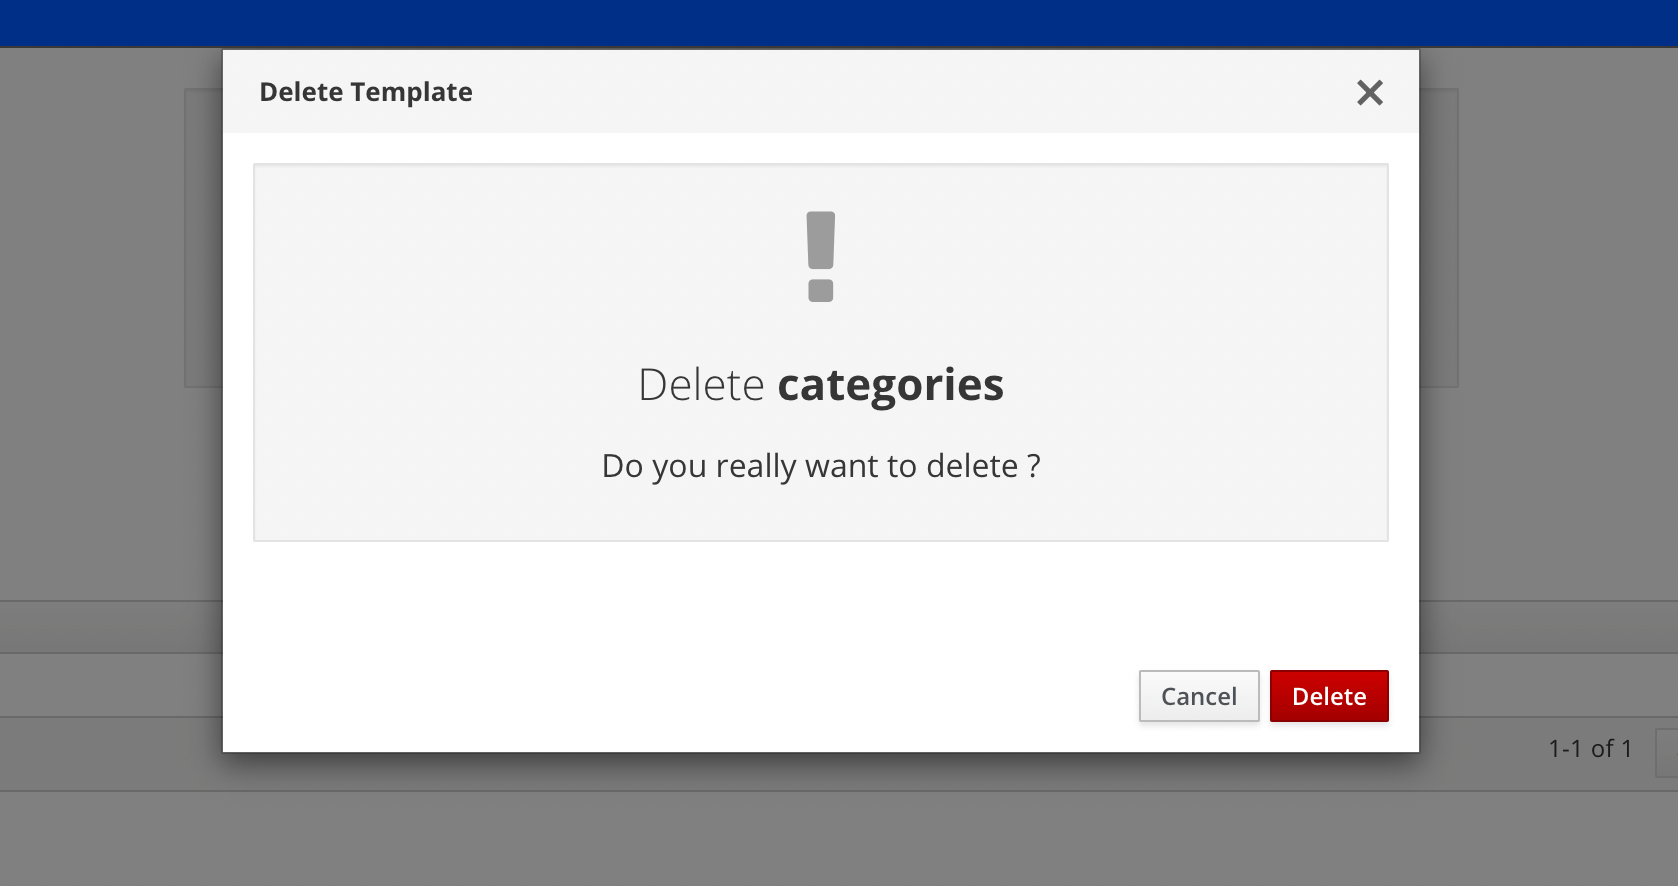 Delete Template
Delete categories
Do you really want to delete ?
Cancel Delete
1-1 of 1